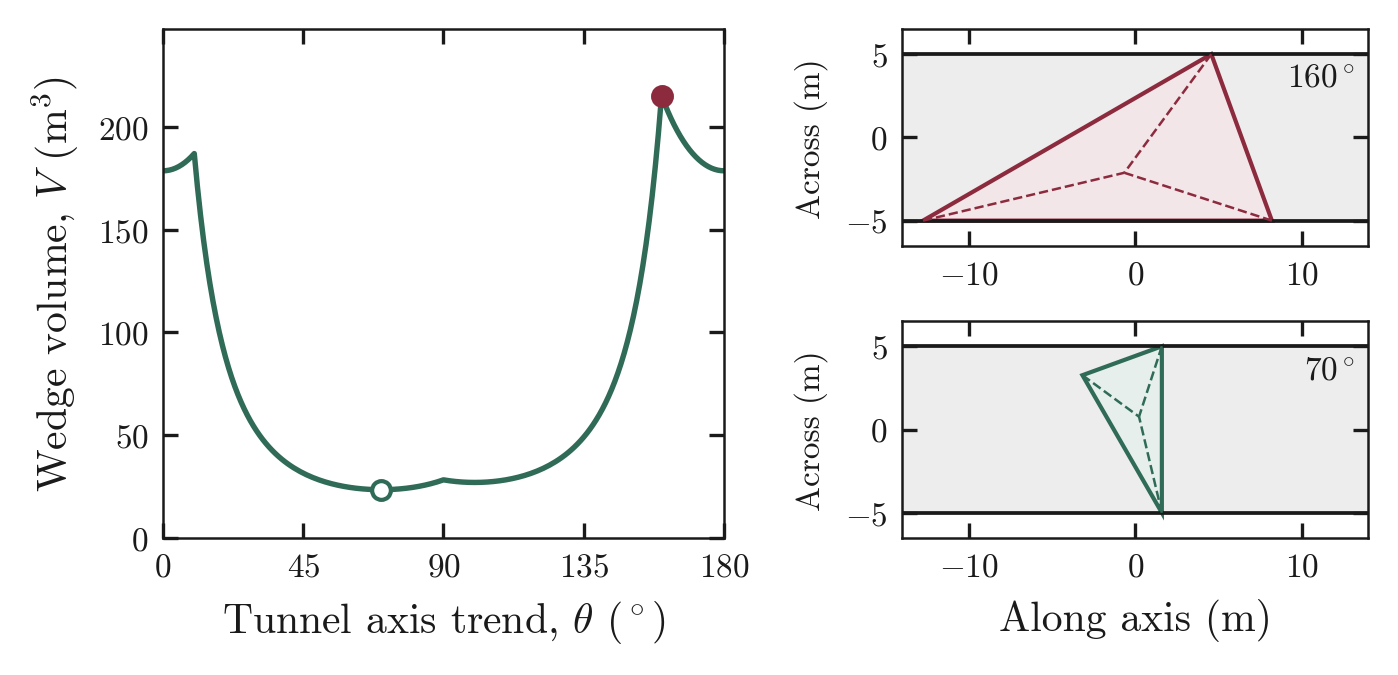 Wedge volume, V (m³)
200
150
100
50
0
0 45 90 135 180
Tunnel axis trend, θ (°)
Across (m)
5
0
−5
160°
−10 0 10
Across (m)
5
0
−5
70°
−10 0 10
Along axis (m)